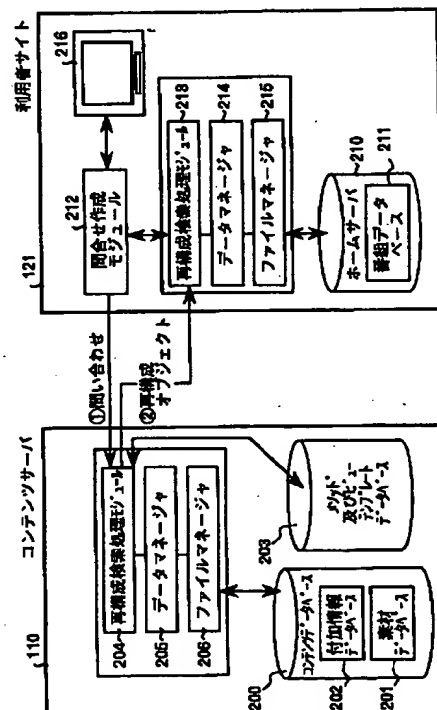 110
コンテンツサーバ
204
再構成検索処理モジュール
205
データマネージャ
206
ファイルマネージャ
200
コンテンツデータベース
202
付加情報
データベース
201
素材
データベース
203
メソッド
及びビュー
テンプレート
データベース
①問い合わせ
②再構成
オブジェクト
121
利用者サイト
212
問合せ作成
モジュール
216
213
再構成検索処理モジュール
214
データマネージャ
215
ファイルマネージャ
210
ホームサーバ
211
番組データ
ベース